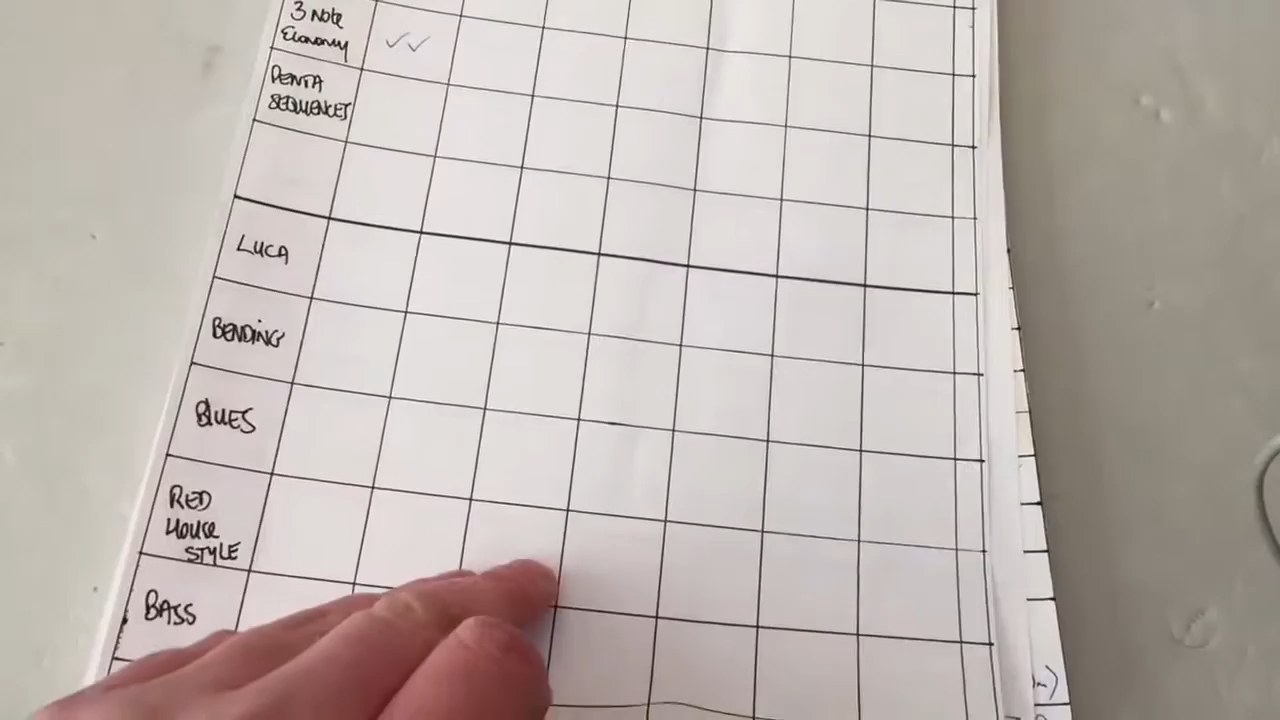 3 Note
Economy
✓✓
PENTA
SEQUENCES
LUCA
BENDING
BLUES
RED
HOUSE
STYLE
BASS